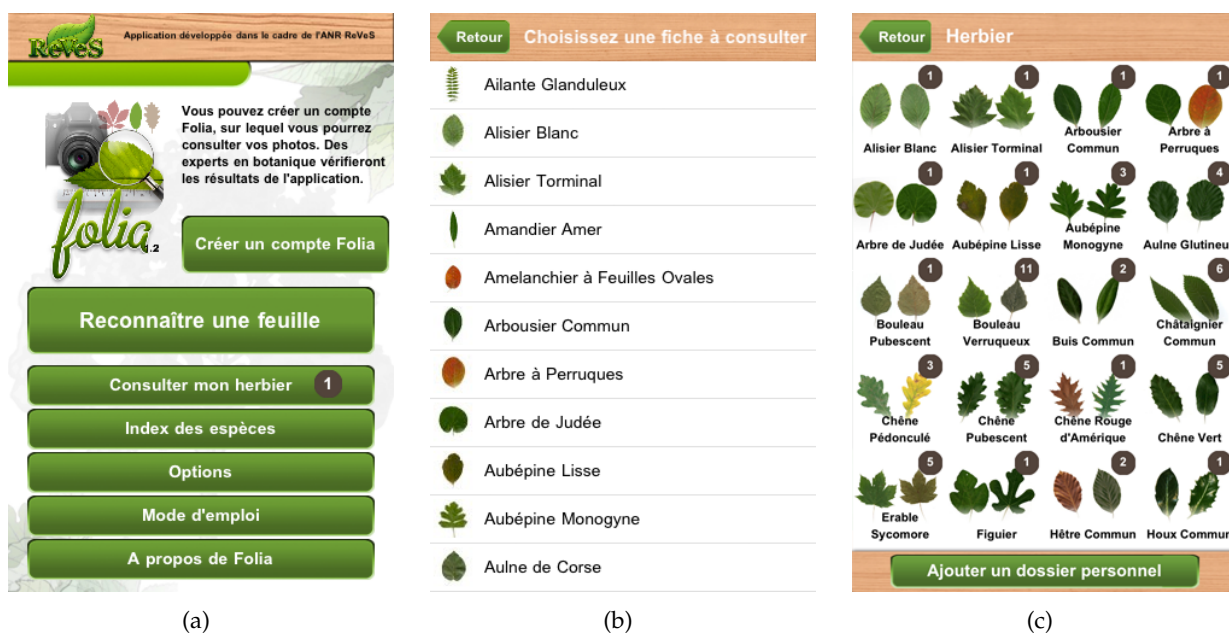 ReVeS
Application développée dans le cadre de l'ANR ReVeS
Vous pouvez créer un compte
Folia, sur lequel vous pourrez
consulter vos photos. Des
experts en botanique vérifieront
les résultats de l'application.
folia
1.2
Créer un compte Folia
Reconnaître une feuille
Consulter mon herbier 1
Index des espèces
Options
Mode d'emploi
A propos de Folia
(a)
Retour Choisissez une fiche à consulter
Ailante Glanduleux
Alisier Blanc
Alisier Torminal
Amandier Amer
Amelanchier à Feuilles Ovales
Arbousier Commun
Arbre à Perruques
Arbre de Judée
Aubépine Lisse
Aubépine Monogyne
Aulne de Corse
(b)
Retour Herbier
1 1 1 1
Alisier Blanc Alisier Torminal Arbousier Commun Arbre à Perruques
1 1 3 4
Arbre de Judée Aubépine Lisse Aubépine Monogyne Aulne Glutineu
1 11 2 6
Bouleau Pubescent Bouleau Verruqueux Buis Commun Châtaignier Commun
3 5 1 5
Chêne Pédonculé Chêne Pubescent Chêne Rouge d'Amérique Chêne Vert
5 1 2 1
Erable Sycomore Figuier Hêtre Commun Houx Commun
Ajouter un dossier personnel
(c)